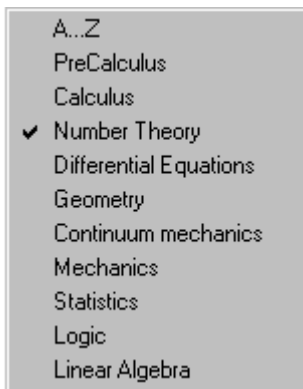 A...Z
PreCalculus
Calculus
Number Theory
Differential Equations
Geometry
Continuum mechanics
Mechanics
Statistics
Logic
Linear Algebra